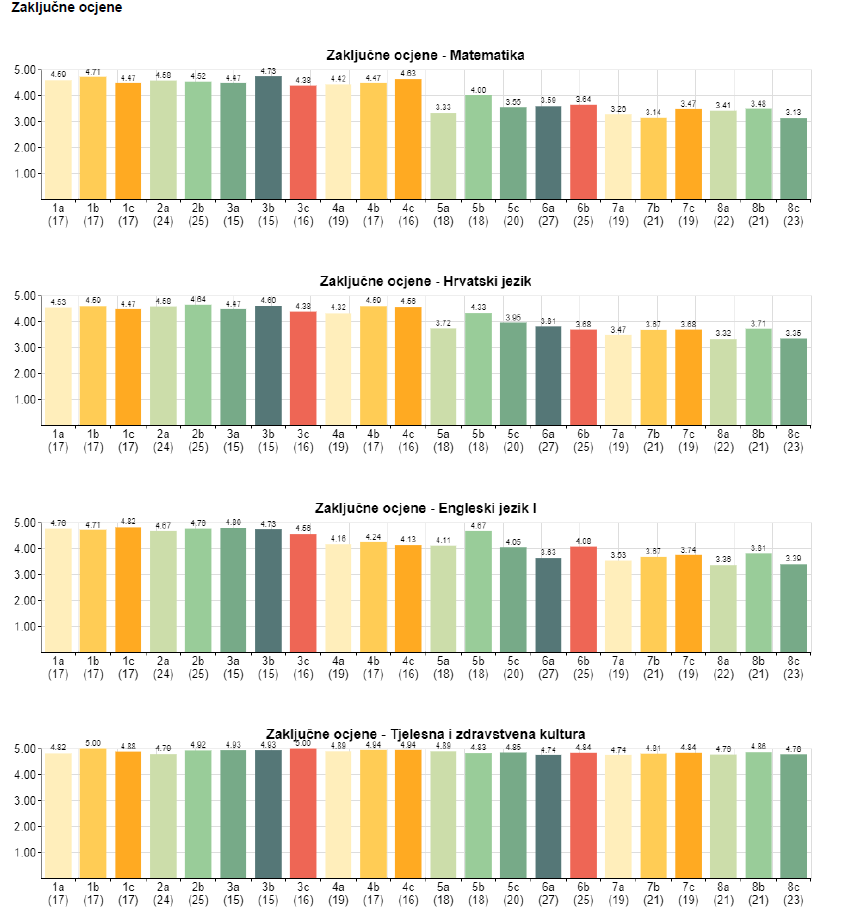 Zaključne ocjene
Zaključne ocjene - Matematika
5.00
4.00
3.00
2.00
1.00
4.59 4.71 4.47 4.58 4.52 4.47 4.73 4.38 4.42 4.47 4.63 3.33 4.00 3.55 3.59 3.64 3.26 3.14 3.47 3.41 3.48 3.13
1a 1b 1c 2a 2b 3a 3b 3c 4a 4b 4c 5a 5b 5c 6a 6b 7a 7b 7c 8a 8b 8c
(17) (17) (17) (24) (25) (15) (15) (16) (19) (17) (16) (18) (18) (20) (27) (25) (19) (21) (19) (22) (21) (23)
Zaključne ocjene - Hrvatski jezik
5.00
4.00
3.00
2.00
1.00
4.53 4.59 4.47 4.58 4.64 4.47 4.60 4.38 4.32 4.59 4.56 3.72 4.33 3.95 3.81 3.68 3.47 3.67 3.68 3.32 3.71 3.35
1a 1b 1c 2a 2b 3a 3b 3c 4a 4b 4c 5a 5b 5c 6a 6b 7a 7b 7c 8a 8b 8c
(17) (17) (17) (24) (25) (15) (15) (16) (19) (17) (16) (18) (18) (20) (27) (25) (19) (21) (19) (22) (21) (23)
Zaključne ocjene - Engleski jezik I
5.00
4.00
3.00
2.00
1.00
4.76 4.71 4.82 4.67 4.76 4.80 4.73 4.56 4.16 4.24 4.13 4.11 4.67 4.05 3.63 4.08 3.53 3.67 3.74 3.36 3.81 3.39
1a 1b 1c 2a 2b 3a 3b 3c 4a 4b 4c 5a 5b 5c 6a 6b 7a 7b 7c 8a 8b 8c
(17) (17) (17) (24) (25) (15) (15) (16) (19) (17) (16) (18) (18) (20) (27) (25) (19) (21) (19) (22) (21) (23)
Zaključne ocjene - Tjelesna i zdravstvena kultura
5.00
4.00
3.00
2.00
1.00
4.82 5.00 4.88 4.79 4.92 4.93 4.93 5.00 4.89 4.94 4.94 4.89 4.83 4.85 4.74 4.84 4.74 4.81 4.84 4.73 4.86 4.78
1a 1b 1c 2a 2b 3a 3b 3c 4a 4b 4c 5a 5b 5c 6a 6b 7a 7b 7c 8a 8b 8c
(17) (17) (17) (24) (25) (15) (15) (16) (19) (17) (16) (18) (18) (20) (27) (25) (19) (21) (19) (22) (21) (23)